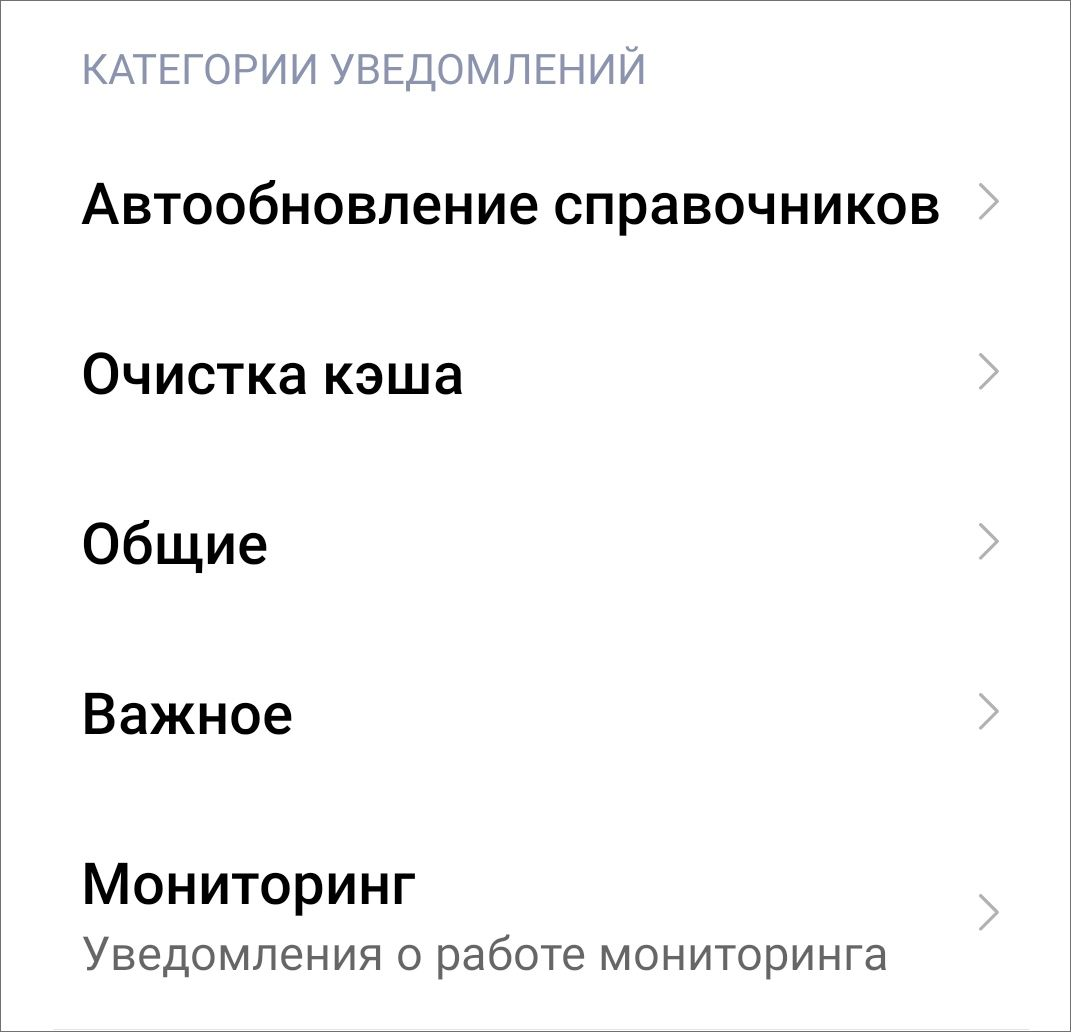 КАТЕГОРИИ УВЕДОМЛЕНИЙ
Автообновление справочников
Очистка кэша
Общие
Важное
Мониторинг
Уведомления о работе мониторинга